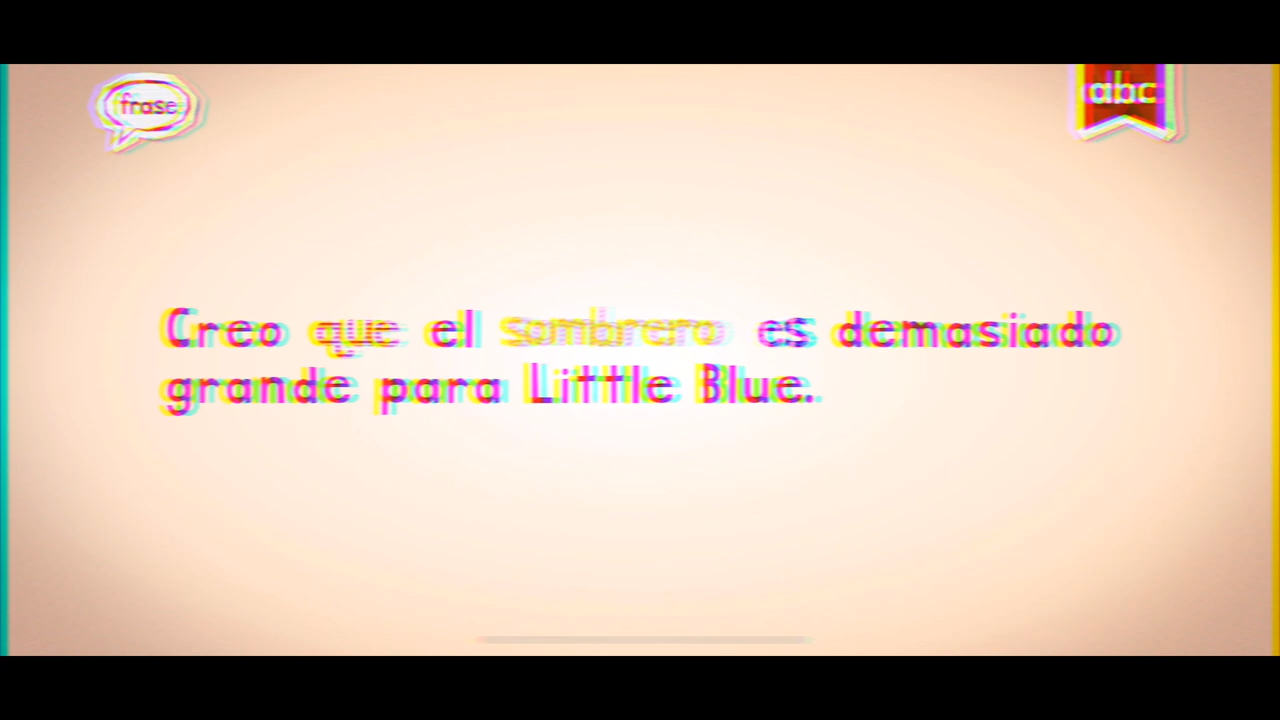 frase
abc
Creo que el sombrero es demasiado
grande para Little Blue.